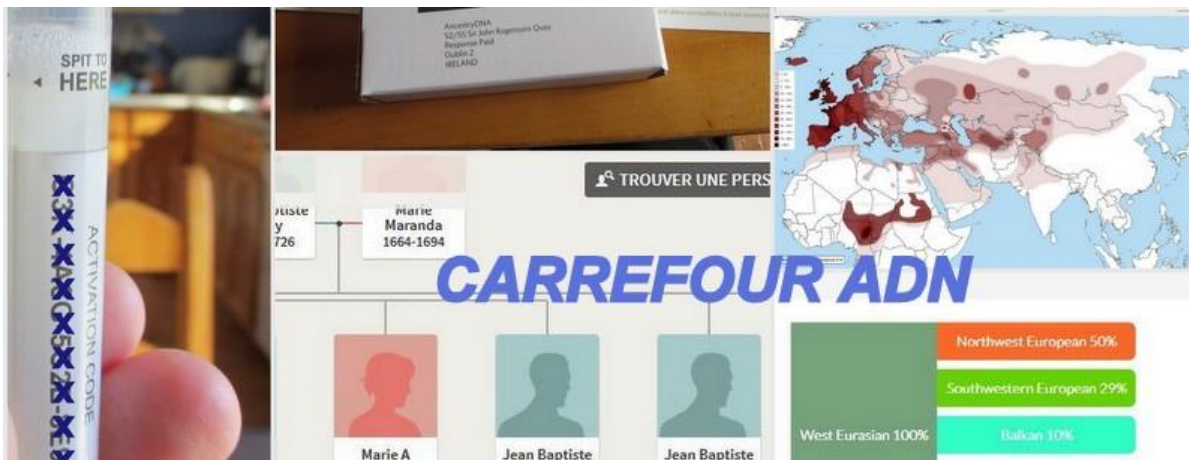 SPIT TO
HERE
ACTIVATION CODE
AncestryDNA
52/55 Sir John Rogersons Quay
Response Paid
Dublin 2
IRELAND
TROUVER UNE PERS
y
726
Marie
Maranda
1664-1694
CARREFOUR ADN
Marie A
Jean Baptiste
Jean Baptiste
West Eurasian 100%
Northwest European 50%
Southwestern European 29%
Balkan 10%